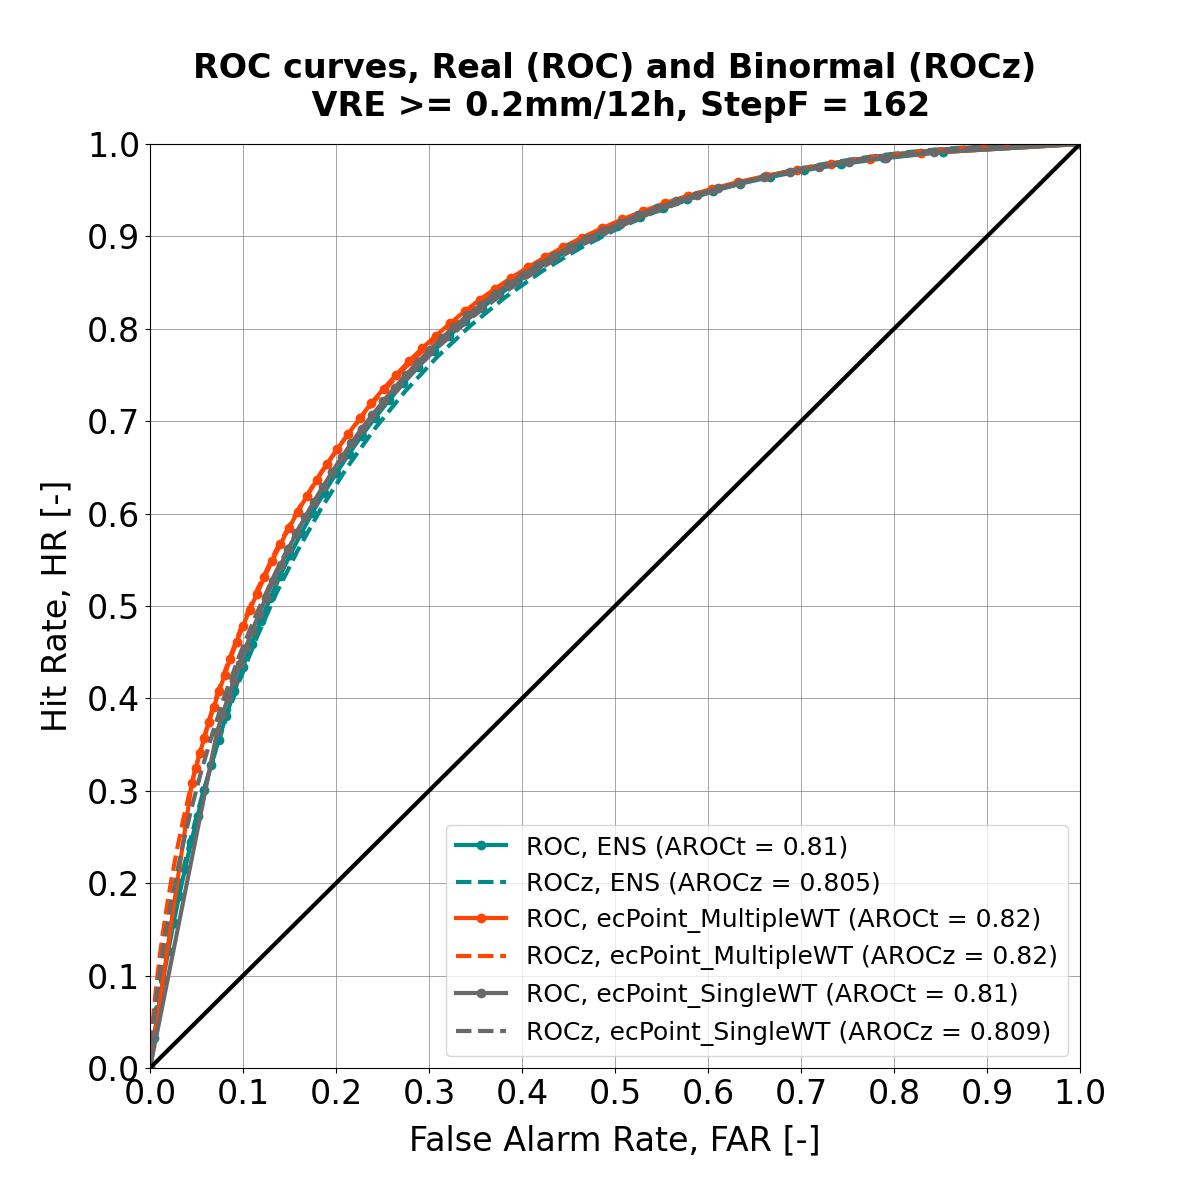 ROC curves, Real (ROC) and Binormal (ROCz)
VRE >= 0.2mm/12h, StepF = 162
1.0
0.9
0.8
0.7
0.6
0.5
0.4
0.3
0.2
0.1
0.0
Hit Rate, HR [-]
ROC, ENS (AROCt = 0.81)
ROCz, ENS (AROCz = 0.805)
ROC, ecPoint_MultipleWT (AROCt = 0.82)
ROCz, ecPoint_MultipleWT (AROCz = 0.82)
ROC, ecPoint_SingleWT (AROCt = 0.81)
ROCz, ecPoint_SingleWT (AROCz = 0.809)
0.0 0.1 0.2 0.3 0.4 0.5 0.6 0.7 0.8 0.9 1.0
False Alarm Rate, FAR [-]